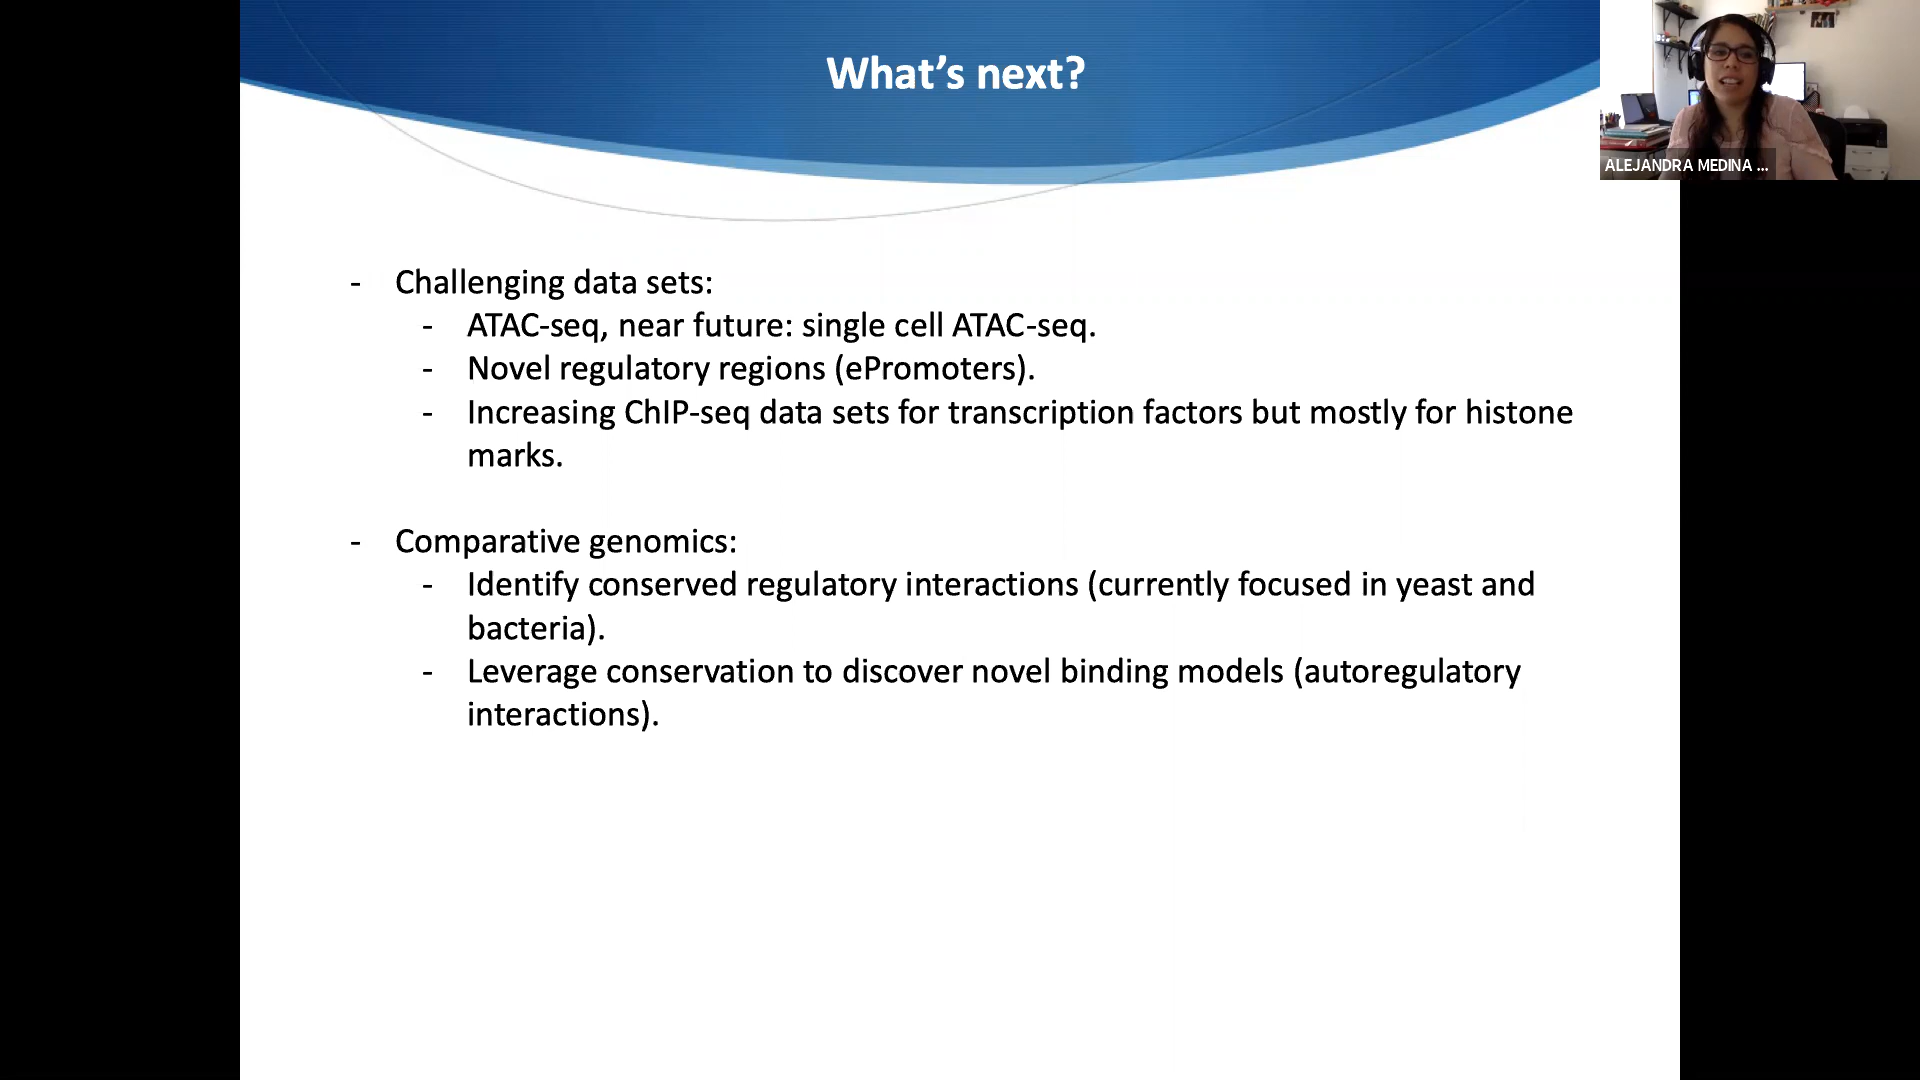 What's next?
ALEJANDRA MEDINA ...
- Challenging data sets:
- ATAC-seq, near future: single cell ATAC-seq.
- Novel regulatory regions (ePromoters).
- Increasing ChIP-seq data sets for transcription factors but mostly for histone
marks.
- Comparative genomics:
- Identify conserved regulatory interactions (currently focused in yeast and
bacteria).
- Leverage conservation to discover novel binding models (autoregulatory
interactions).